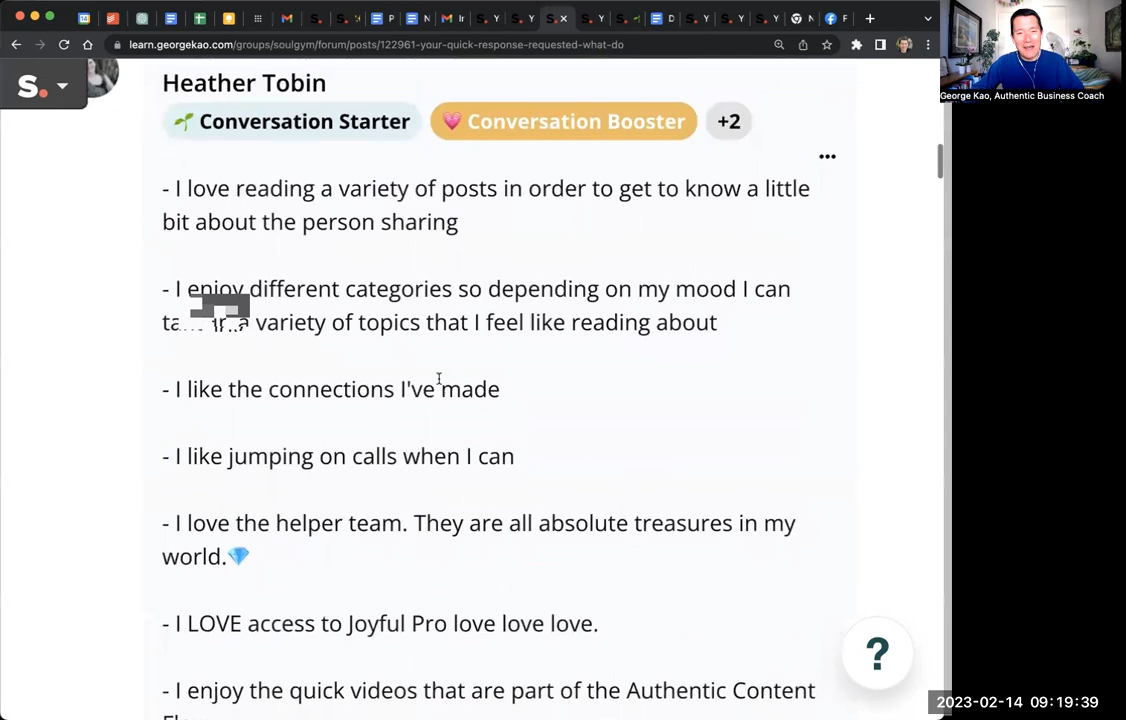 learn.georgekao.com/groups/soulgym/forum/posts/122961-your-quick-response-requested-what-do
George Kao, Authentic Business Coach
S.
Heather Tobin
Conversation Starter Conversation Booster +2
- I love reading a variety of posts in order to get to know a little
bit about the person sharing
- I enjoy different categories so depending on my mood I can
a variety of topics that I feel like reading about
- I like the connections I've made
- I like jumping on calls when I can
- I love the helper team. They are all absolute treasures in my
world.💎
- I LOVE access to Joyful Pro love love love.
- I enjoy the quick videos that are part of the Authentic Content
?
2023-02-14 09:19:39